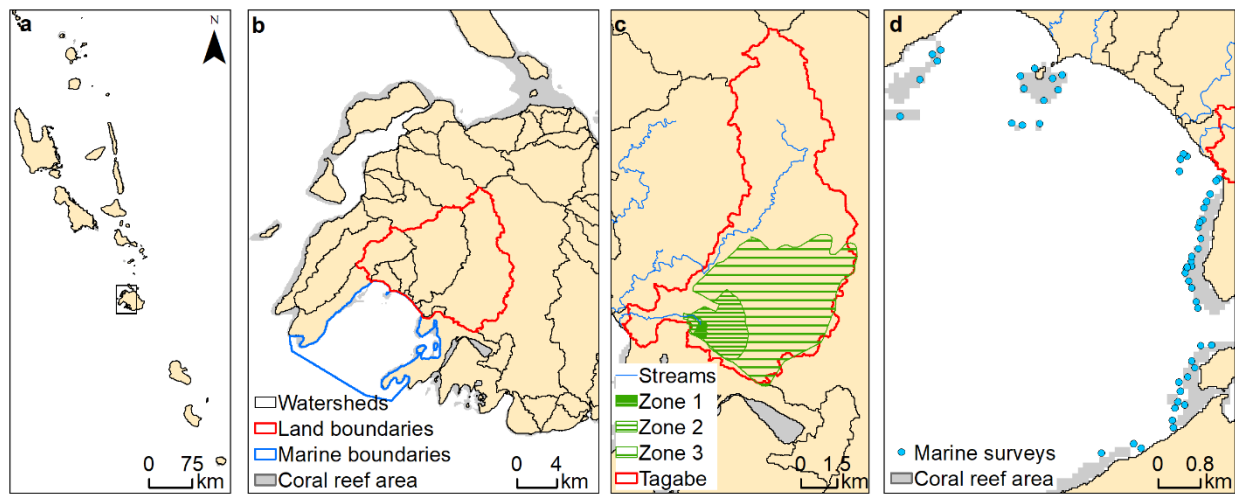 a
N
0 75
km
b
Watersheds
Land boundaries
Marine boundaries
Coral reef area
0 4
km
c
Streams
Zone 1
Zone 2
Zone 3
Tagabe
0 1.5
km
d
Marine surveys
Coral reef area
0 0.8
km